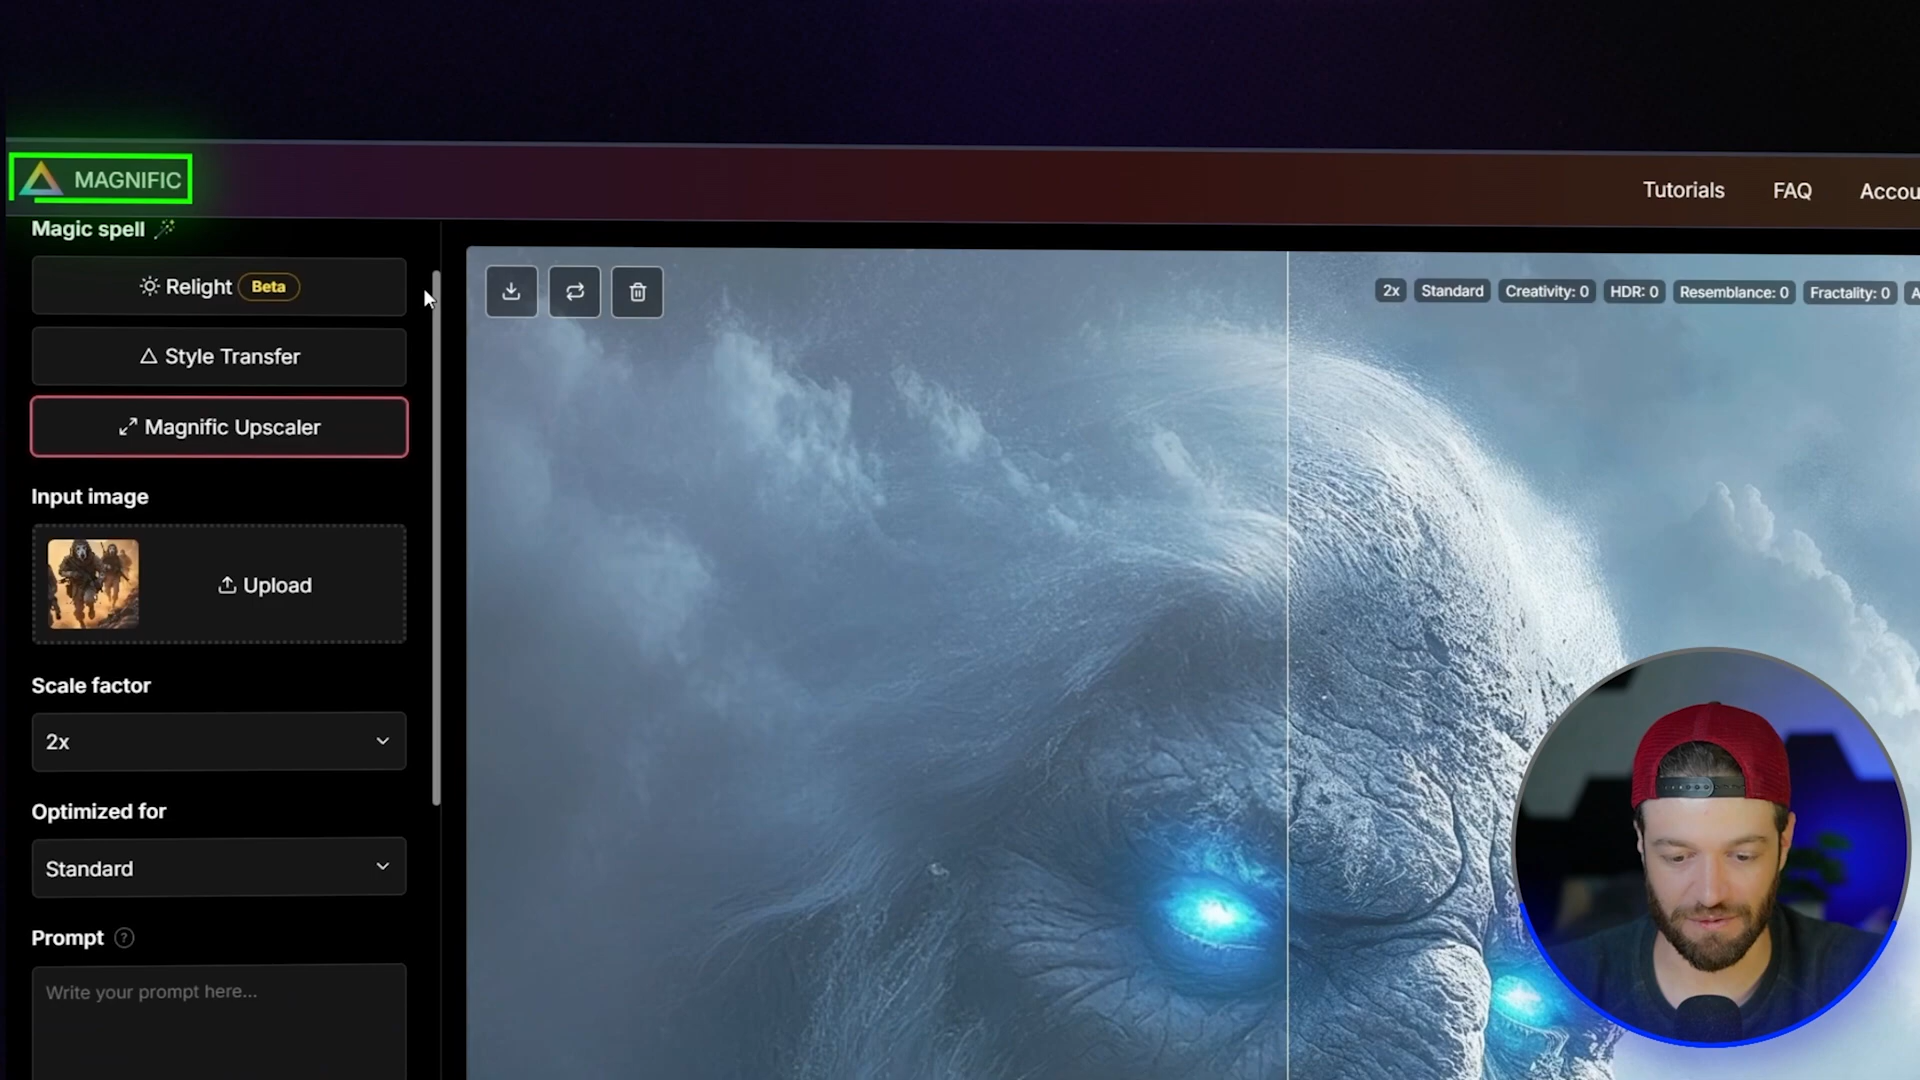 MAGNIFIC
Tutorials FAQ Accou
Magic spell
Relight Beta
Style Transfer
Magnific Upscaler
Input image
Upload
Scale factor
2x
Optimized for
Standard
Prompt ?
Write your prompt here...
2x Standard Creativity: 0 HDR: 0 Resemblance: 0 Fractality: 0 A